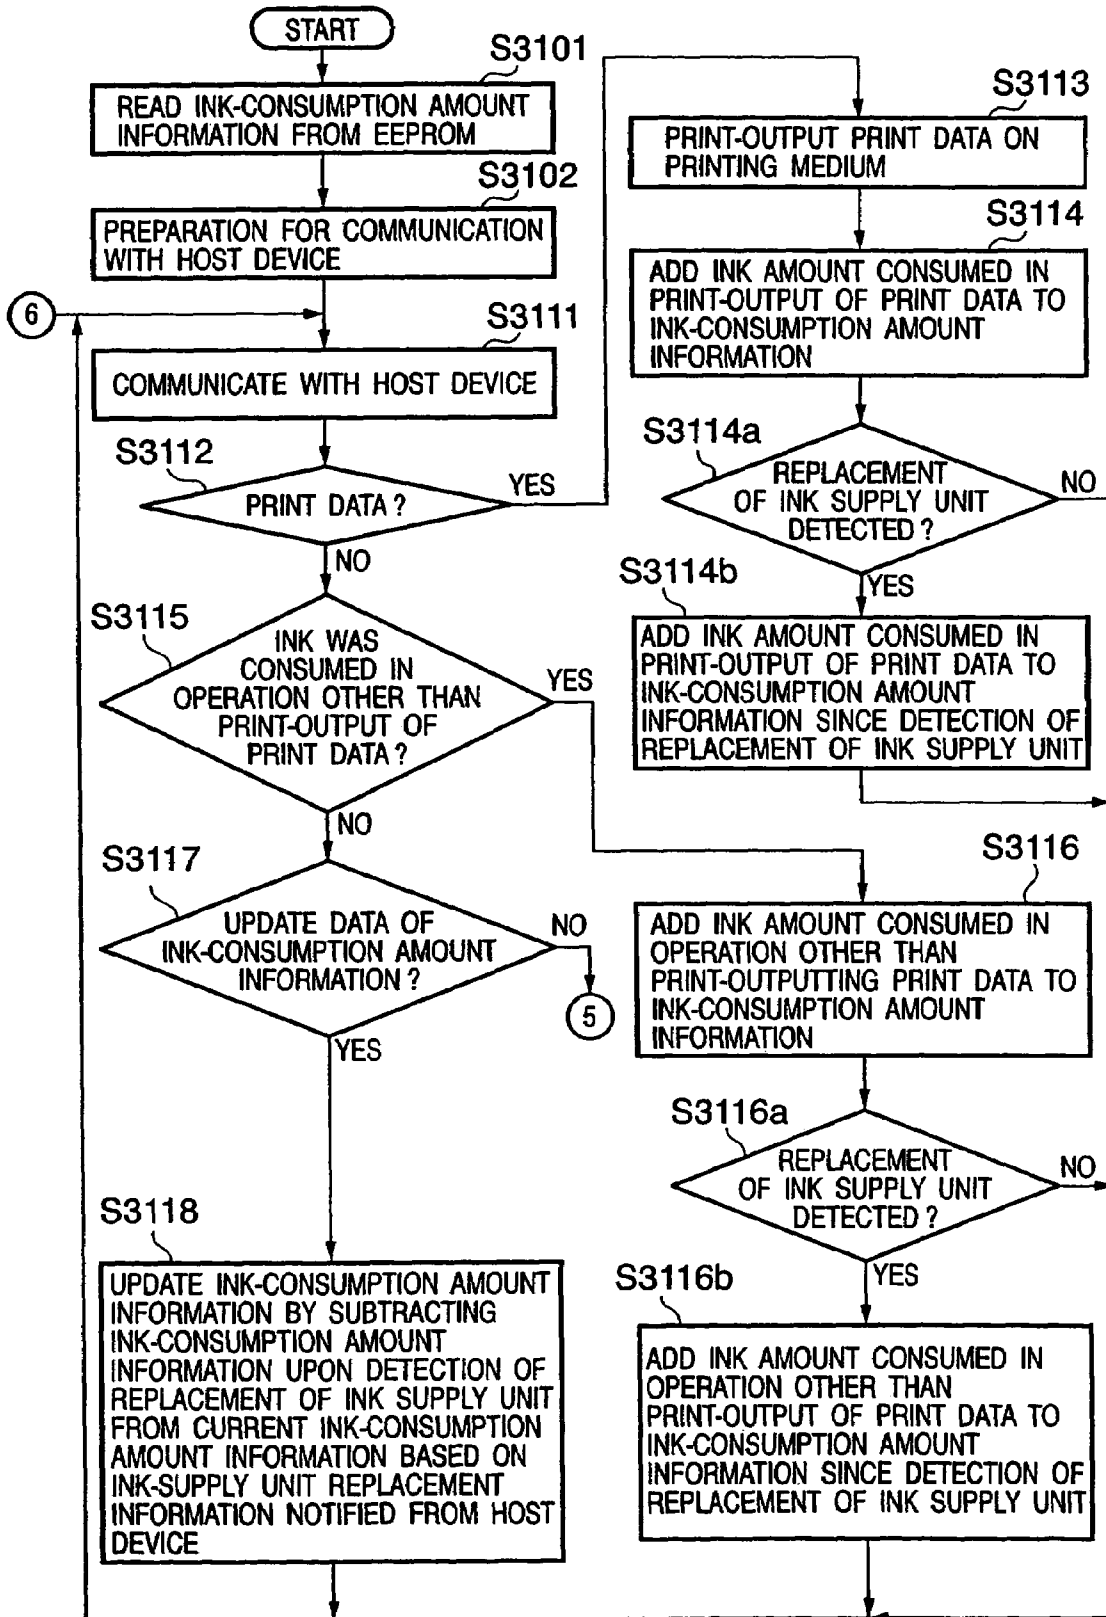 START
S3101
READ INK-CONSUMPTION AMOUNT
INFORMATION FROM EEPROM
S3102
PREPARATION FOR COMMUNICATION
WITH HOST DEVICE
6
S3111
COMMUNICATE WITH HOST DEVICE
S3112
PRINT DATA?
YES
NO
S3115
INK WAS
CONSUMED IN
OPERATION OTHER THAN
PRINT-OUTPUT OF
PRINT DATA?
YES
NO
S3117
UPDATE DATA OF
INK-CONSUMPTION AMOUNT
INFORMATION?
NO
5
YES
S3118
UPDATE INK-CONSUMPTION AMOUNT
INFORMATION BY SUBTRACTING
INK-CONSUMPTION AMOUNT
INFORMATION UPON DETECTION OF
REPLACEMENT OF INK SUPPLY UNIT
FROM CURRENT INK-CONSUMPTION
AMOUNT INFORMATION BASED ON
INK-SUPPLY UNIT REPLACEMENT
INFORMATION NOTIFIED FROM HOST
DEVICE
S3113
PRINT-OUTPUT PRINT DATA ON
PRINTING MEDIUM
S3114
ADD INK AMOUNT CONSUMED IN
PRINT-OUTPUT OF PRINT DATA TO
INK-CONSUMPTION AMOUNT
INFORMATION
S3114a
REPLACEMENT
OF INK SUPPLY UNIT
DETECTED?
NO
YES
S3114b
ADD INK AMOUNT CONSUMED IN
PRINT-OUTPUT OF PRINT DATA TO
INK-CONSUMPTION AMOUNT
INFORMATION SINCE DETECTION OF
REPLACEMENT OF INK SUPPLY UNIT
S3116
ADD INK AMOUNT CONSUMED IN
OPERATION OTHER THAN
PRINT-OUTPUTTING PRINT DATA TO
INK-CONSUMPTION AMOUNT
INFORMATION
S3116a
REPLACEMENT
OF INK SUPPLY UNIT
DETECTED?
NO
YES
S3116b
ADD INK AMOUNT CONSUMED IN
OPERATION OTHER THAN
PRINT-OUTPUT OF PRINT DATA TO
INK-CONSUMPTION AMOUNT
INFORMATION SINCE DETECTION OF
REPLACEMENT OF INK SUPPLY UNIT